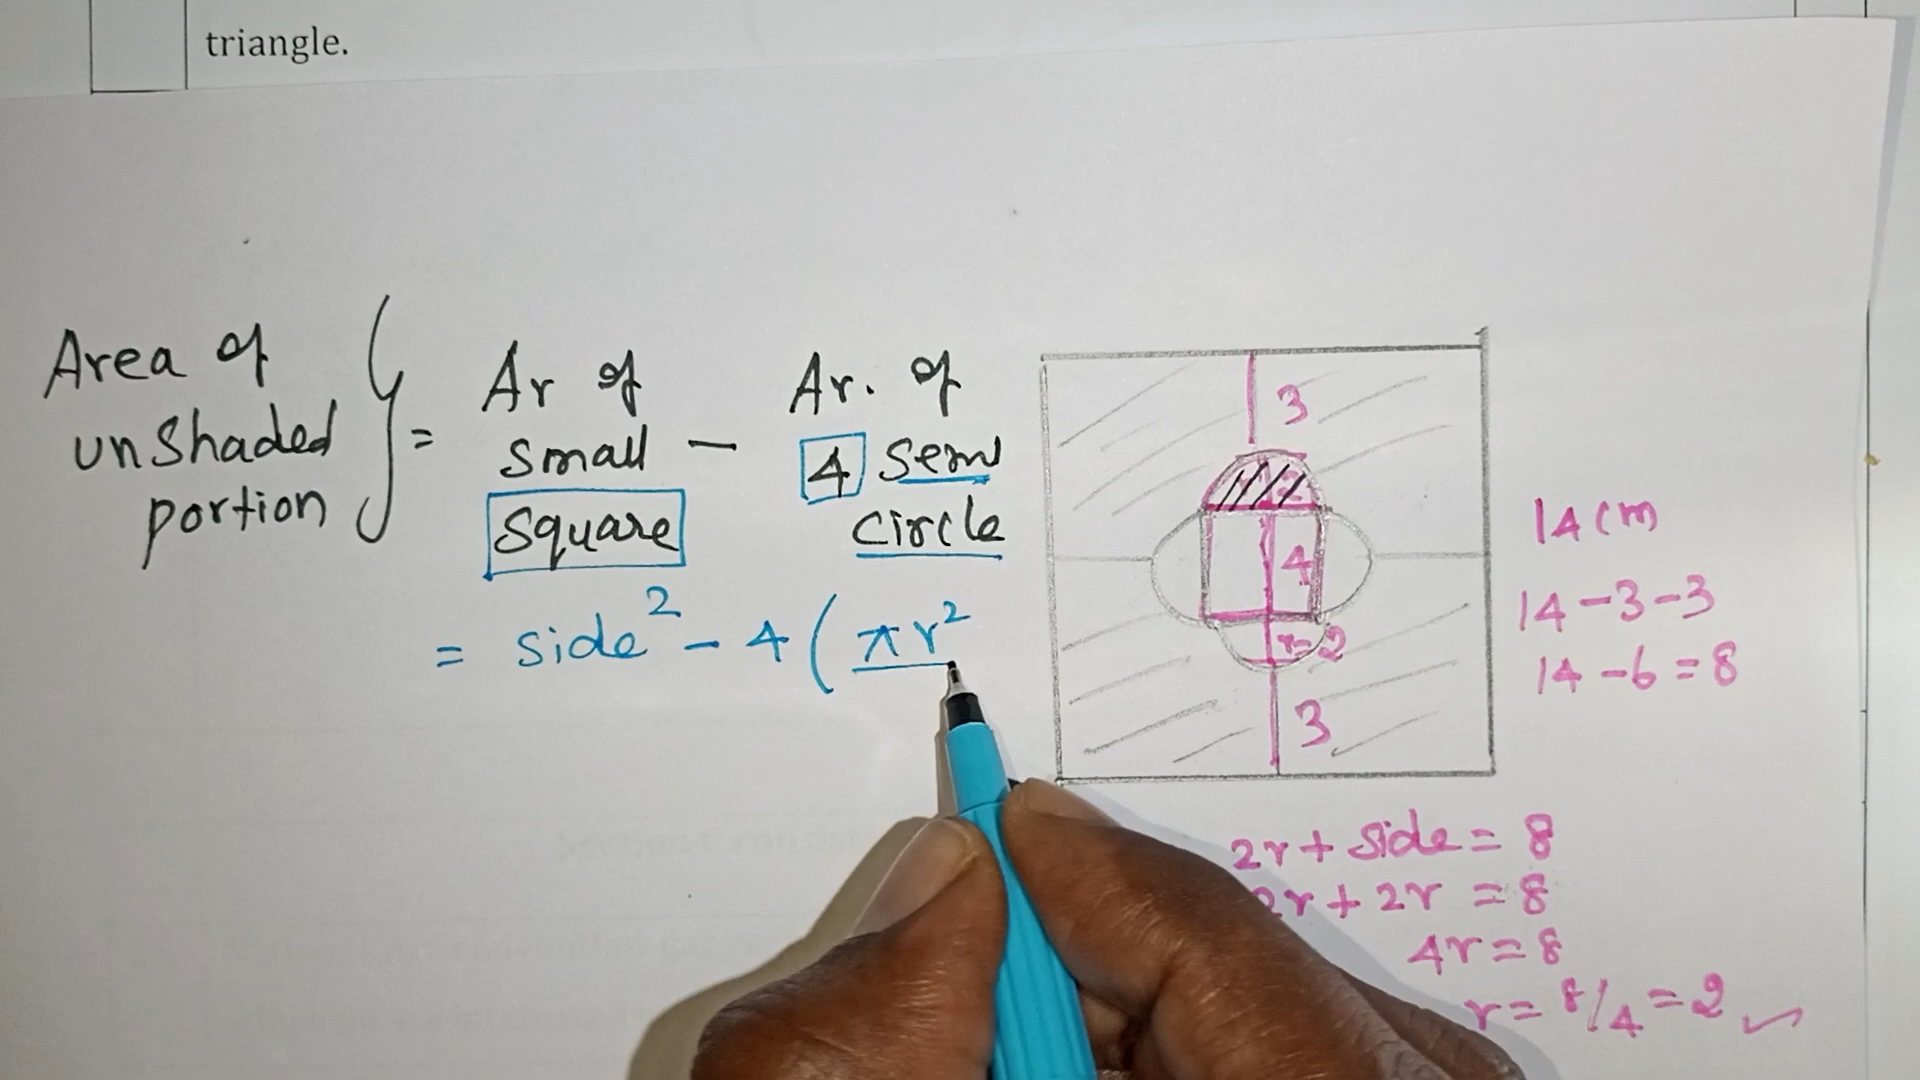 triangle.
Area of
unshaded
portion
= Ar of
small
Square
— Ar. of
4 semi
circle
= side² - 4 ( πr²
3
2
4
r=2
3
14 cm
14 - 3 - 3
14 - 6 = 8
2r + side = 8
2r + 2r = 8
4r = 8
r = 8/4 = 2 ✓